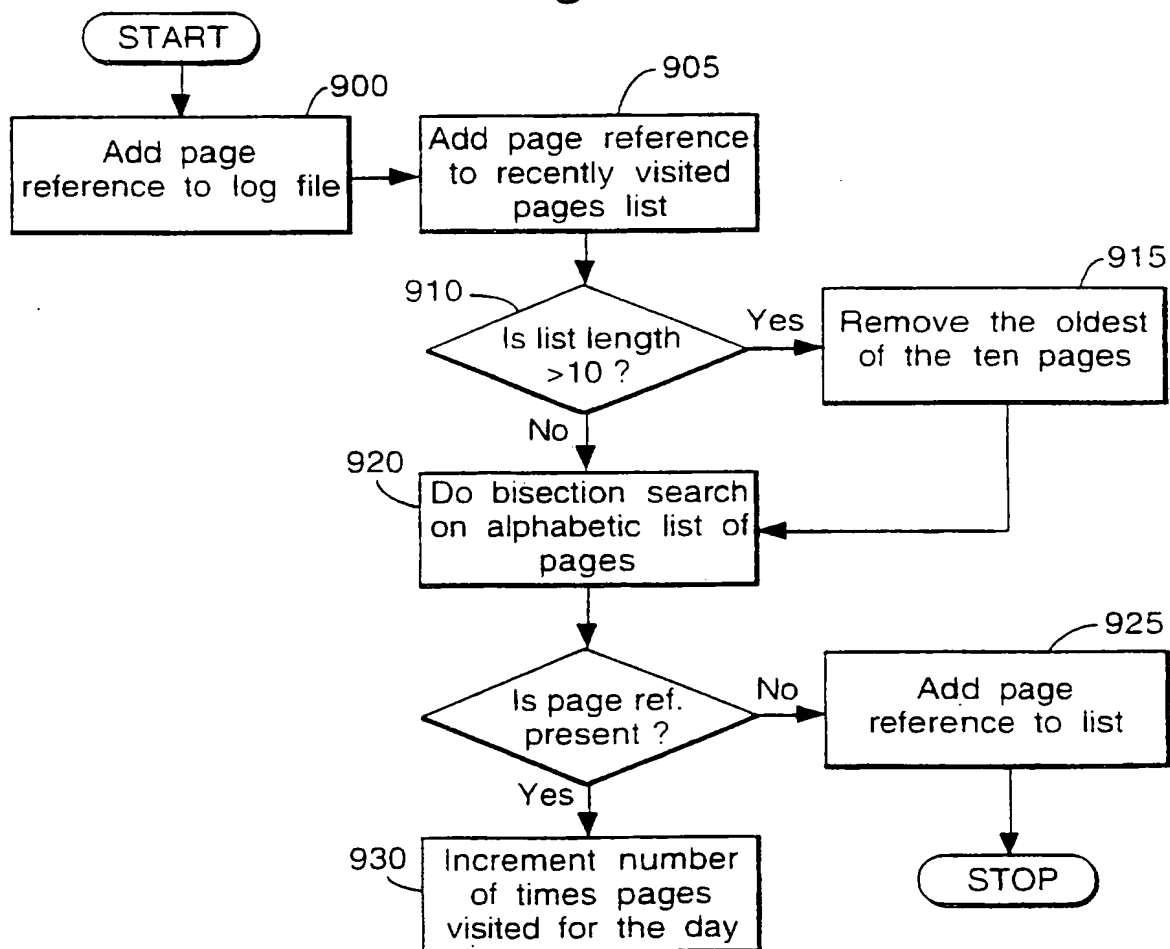 g
START
900
Add page
reference to log file
905
Add page reference
to recently visited
pages list
910
Is list length
>10 ?
Yes
915
Remove the oldest
of the ten pages
No
920
Do bisection search
on alphabetic list of
pages
Is page ref.
present ?
No
925
Add page
reference to list
Yes
930
Increment number
of times pages
visited for the day
STOP